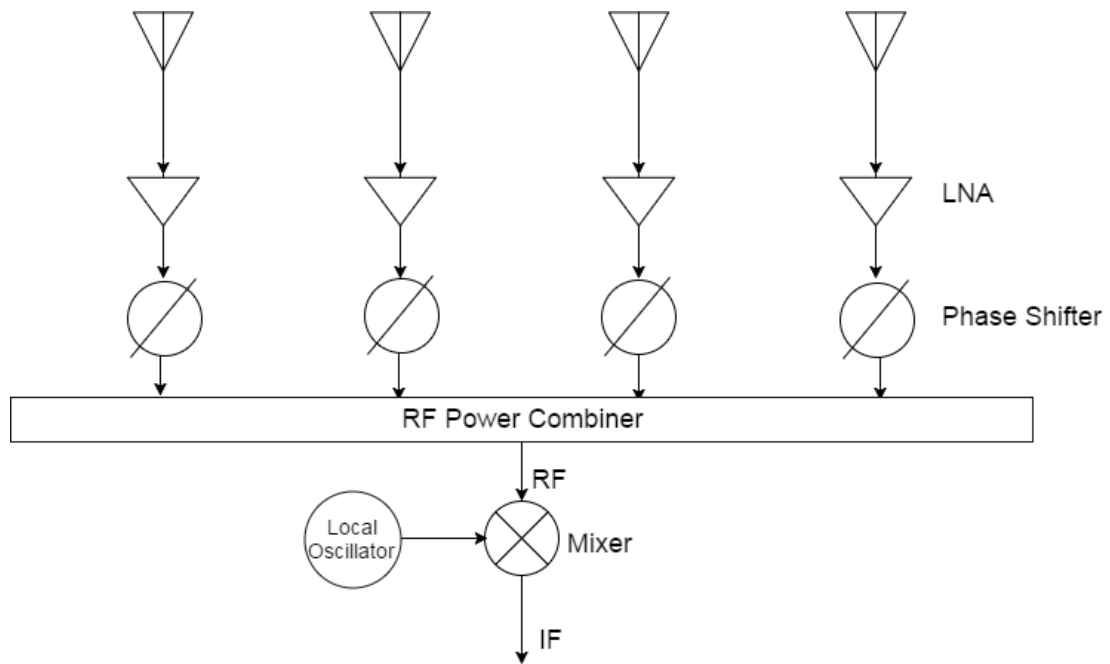 LNA
Phase Shifter
RF Power Combiner
RF
Local
Oscillator
Mixer
IF